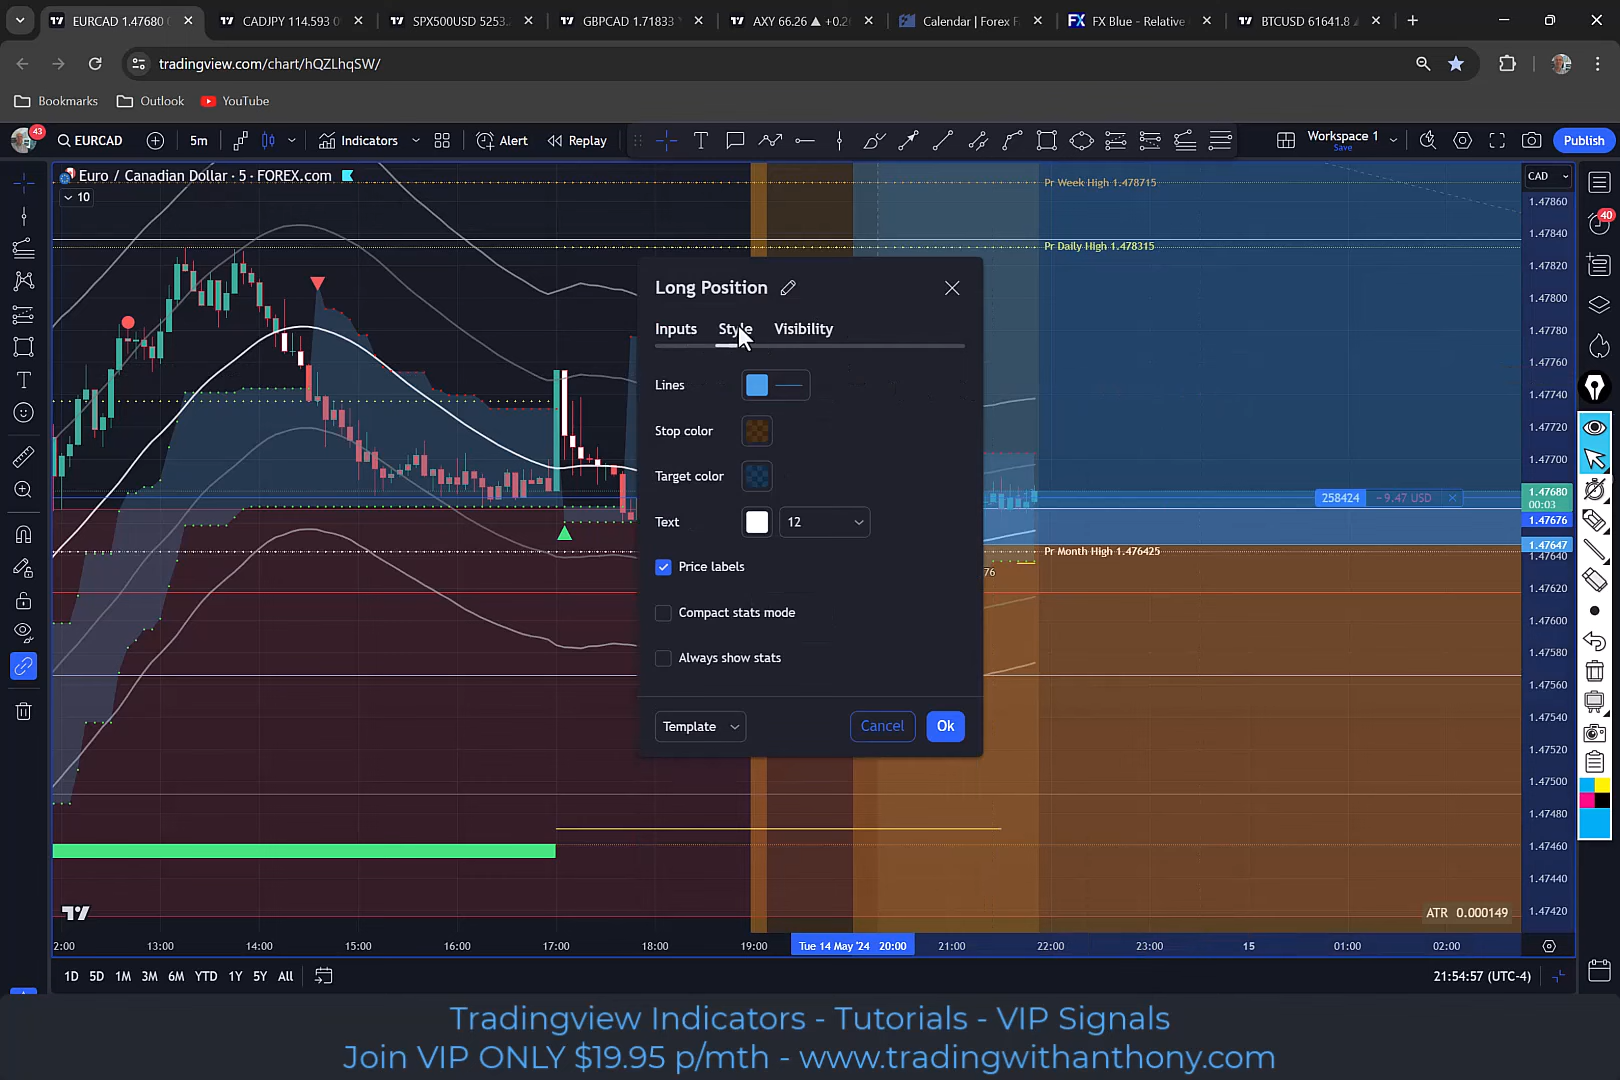 EURCAD 1.47680
CADJPY 114.593
SPX500USD 5253.
GBPCAD 1.71833
AXY 66.26 ▲ +0.2
Calendar | Forex F
FX Blue - Relative
BTCUSD 61641.8
tradingview.com/chart/hQZLhqSW/
Bookmarks
Outlook
YouTube
43
EURCAD
5m
Indicators
Alert
Replay
Workspace 1
Save
Publish
Euro / Canadian Dollar · 5 · FOREX.com
10
Pr Week High 1.478715
Pr Daily High 1.478315
CAD
40
1.47860
1.47840
1.47820
1.47800
1.47780
1.47760
1.47740
1.47720
1.47700
1.47680
00:03
1.47676
1.47647
1.47640
1.47620
1.47600
1.47580
1.47560
1.47540
1.47520
1.47500
1.47480
1.47460
1.47440
1.47420
Long Position
Inputs
Style
Visibility
Lines
Stop color
Target color
Text
12
Price labels
Compact stats mode
Always show stats
Template
Cancel
Ok
258424
−9.47 USD
Pr Month High 1.476425
76
ATR 0.000149
2:00
13:00
14:00
15:00
16:00
17:00
18:00
19:00
Tue 14 May '24 20:00
21:00
22:00
23:00
15
01:00
02:00
1D
5D
1M
3M
6M
YTD
1Y
5Y
All
21:54:57 (UTC-4)
Tradingview Indicators - Tutorials - VIP Signals
Join VIP ONLY $19.95 p/mth - www.tradingwithanthony.com